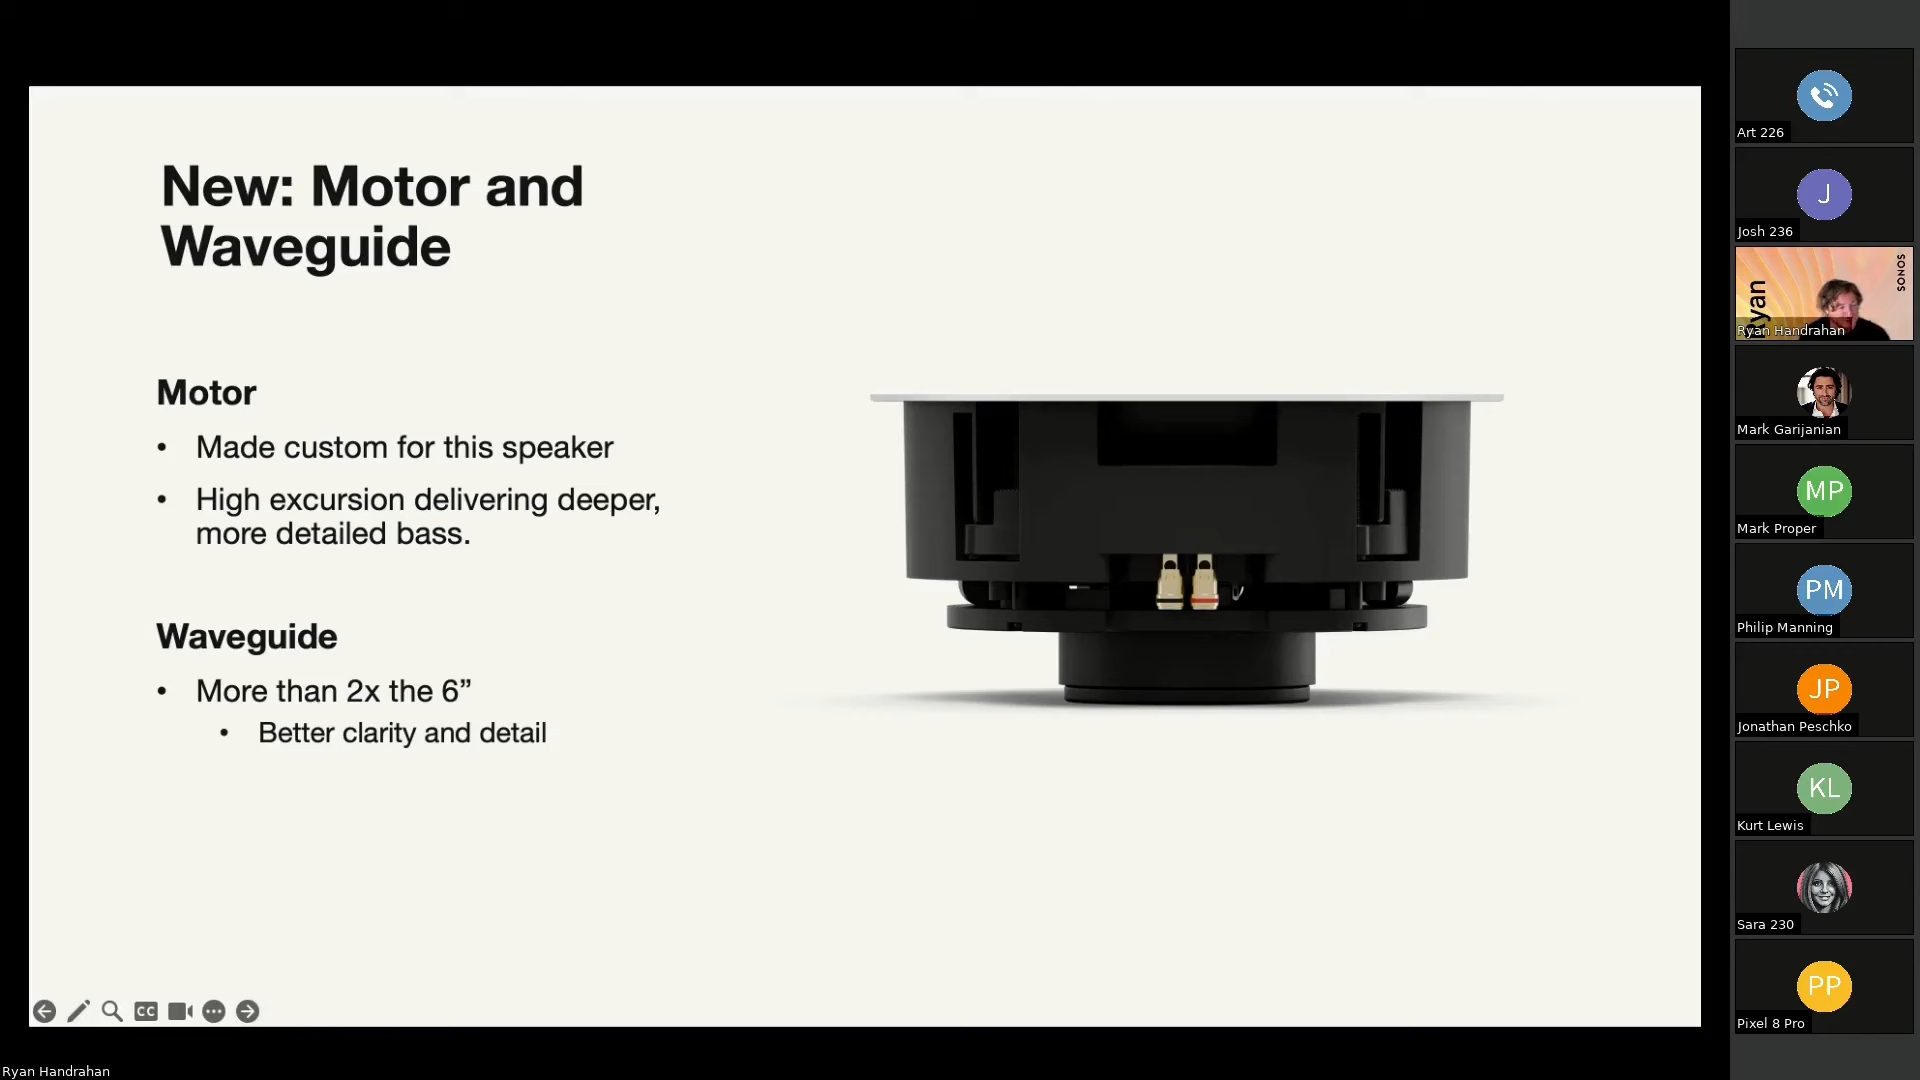 New: Motor and
Waveguide
Motor
• Made custom for this speaker
• High excursion delivering deeper,
more detailed bass.
Waveguide
• More than 2x the 6”
• Better clarity and detail
CC
Ryan Handrahan
Art 226
J
Josh 236
Ryan
SONOS
Ryan Handrahan
Mark Garijanian
MP
Mark Proper
PM
Philip Manning
JP
Jonathan Peschko
KL
Kurt Lewis
Sara 230
PP
Pixel 8 Pro